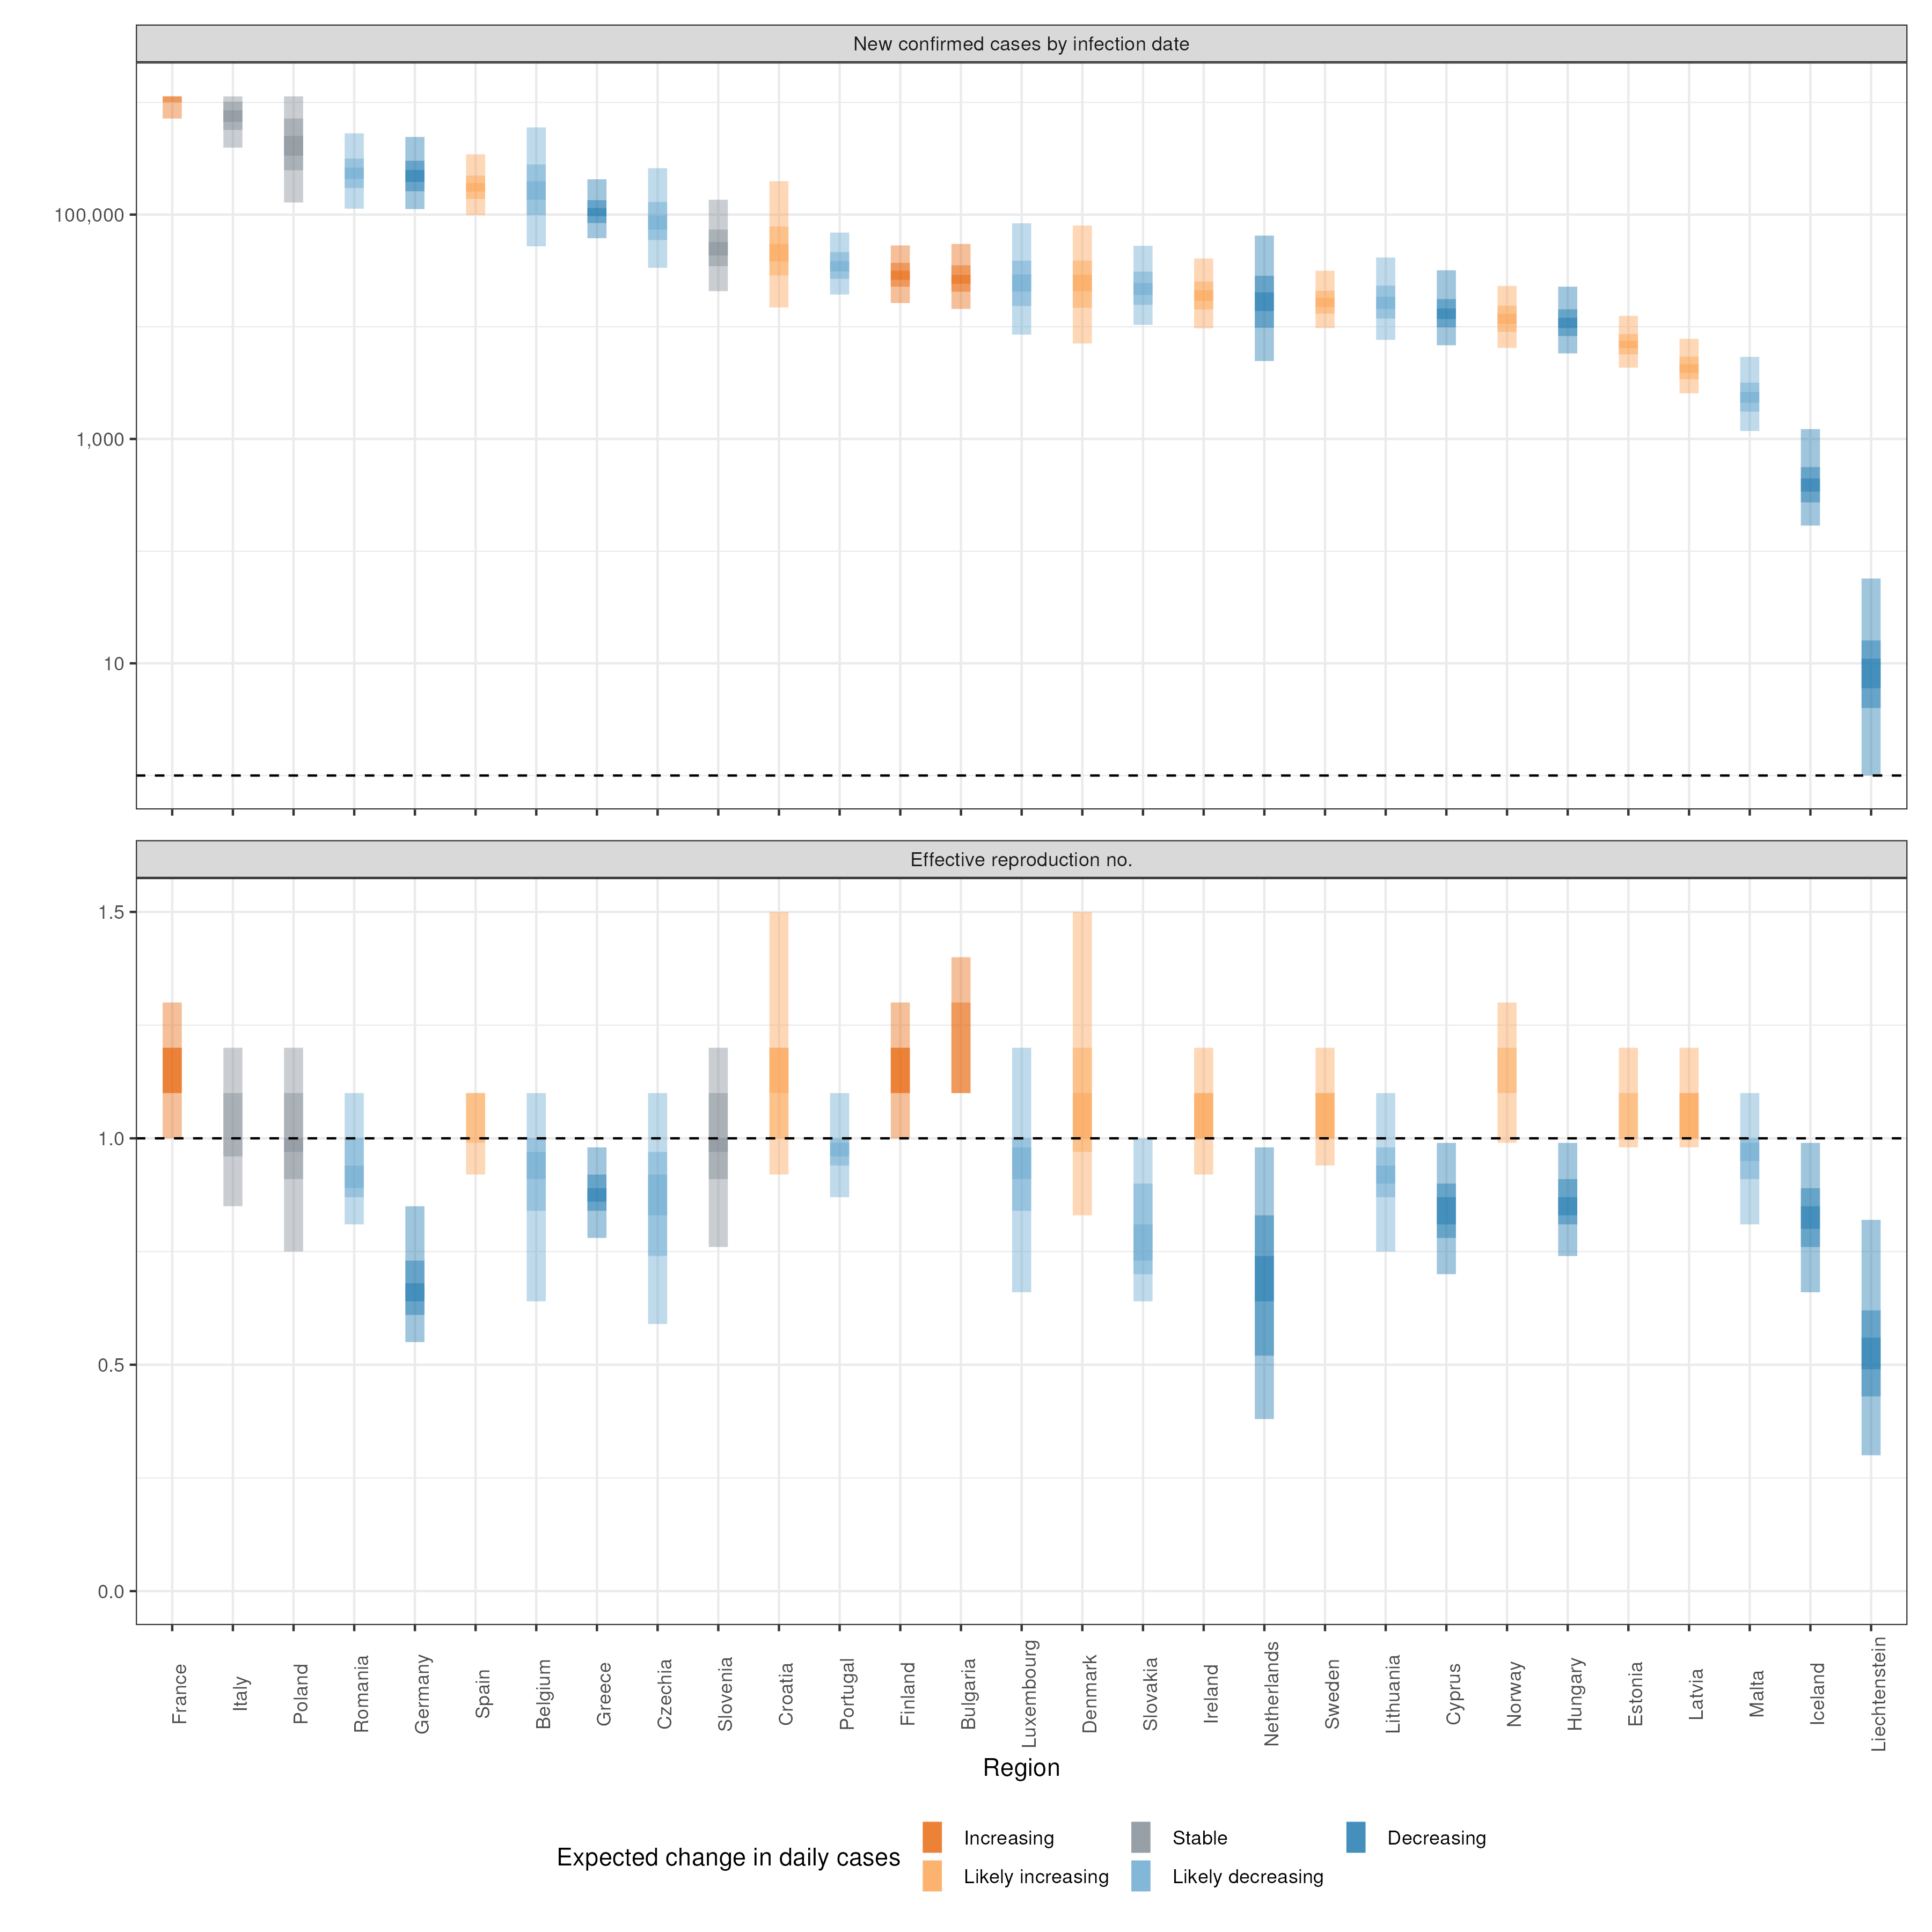 New confirmed cases by infection date
100,000
1,000
10
Effective reproduction no.
1.5
1.0
0.5
0.0
France
Italy
Poland
Romania
Germany
Spain
Belgium
Greece
Czechia
Slovenia
Croatia
Portugal
Finland
Bulgaria
Luxembourg
Denmark
Slovakia
Ireland
Netherlands
Sweden
Lithuania
Cyprus
Norway
Hungary
Estonia
Latvia
Malta
Iceland
Liechtenstein
Region
Expected change in daily cases
Increasing
Likely increasing
Stable
Likely decreasing
Decreasing